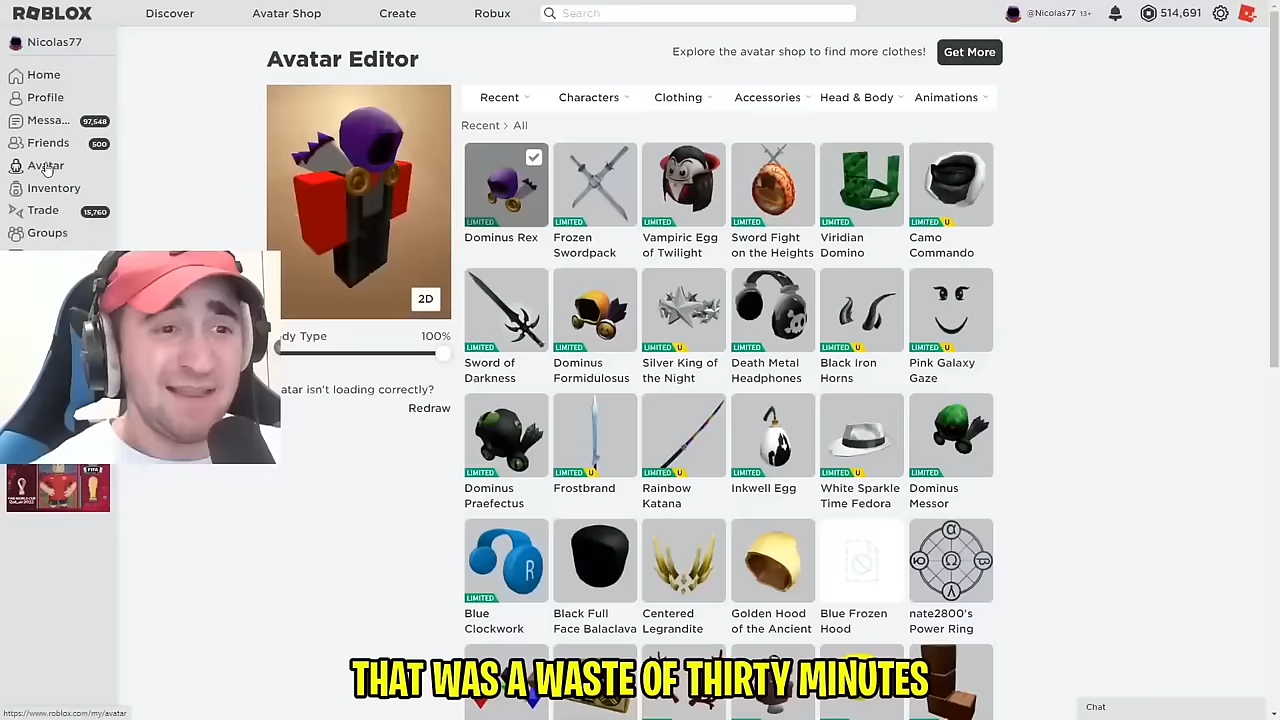 ROBLOX
Discover
Avatar Shop
Create
Robux
Search
@Nicolas77 13+
514,691
Nicolas77
Home
Profile
Messa... 97,548
Friends 500
Avatar
Inventory
Trade 15,760
Groups
Avatar Editor
Explore the avatar shop to find more clothes!
Get More
2D
dy Type 100%
atar isn't loading correctly?
Redraw
Recent
Characters
Clothing
Accessories
Head & Body
Animations
Recent > All
LIMITED
LIMITED
LIMITED
LIMITED
LIMITED
LIMITED U
Dominus Rex
Frozen
Swordpack
Vampiric Egg
of Twilight
Sword Fight
on the Heights
Viridian
Domino
Camo
Commando
LIMITED
LIMITED
LIMITED U
LIMITED
LIMITED U
LIMITED U
Sword of
Darkness
Dominus
Formidulosus
Silver King of
the Night
Death Metal
Headphones
Black Iron
Horns
Pink Galaxy
Gaze
LIMITED
LIMITED U
LIMITED
LIMITED
LIMITED U
LIMITED
Dominus
Praefectus
Frostbrand
Rainbow
Katana
Inkwell Egg
White Sparkle
Time Fedora
Dominus
Messor
R
LIMITED
Blue
Clockwork
Black Full
Face Balaclava
Centered
Legrandite
Golden Hood
of the Ancient
Blue Frozen
Hood
nate2800's
Power Ring
THAT WAS A WASTE OF THIRTY MINUTES
Chat
https://www.roblox.com/my/avatar